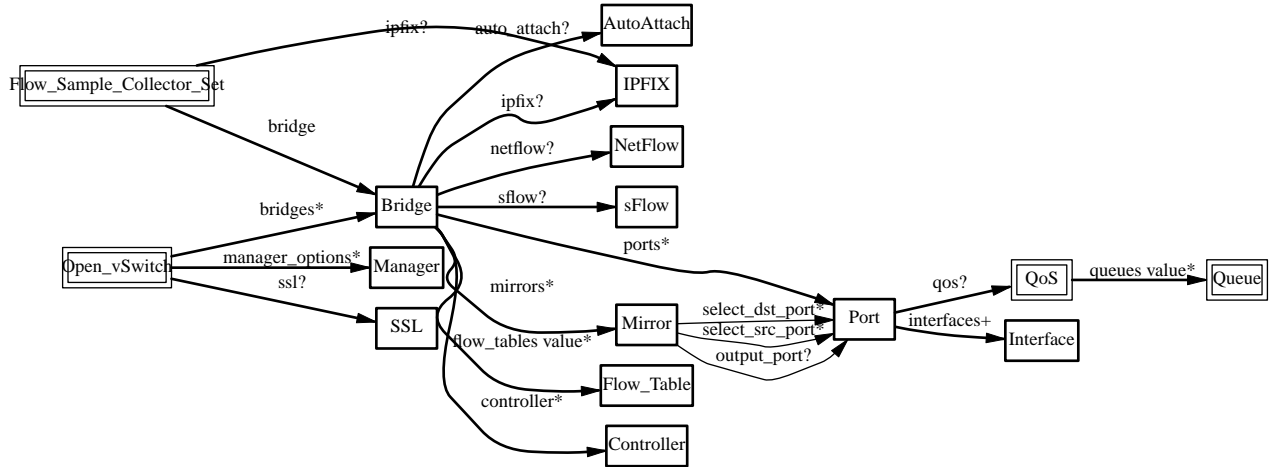 AutoAttach
ipfix?
auto_attach?
Flow_Sample_Collector_Set
IPFIX
ipfix?
bridge
netflow?
NetFlow
sflow?
Bridge
sFlow
bridges*
ports*
Open_vSwitch
manager_options*
Manager
qos?
QoS
queues value*
Queue
ssl?
mirrors*
select_dst_port*
Port
SSL
Mirror
select_src_port*
interfaces+
flow_tables value*
Interface
output_port?
Flow_Table
controller*
Controller